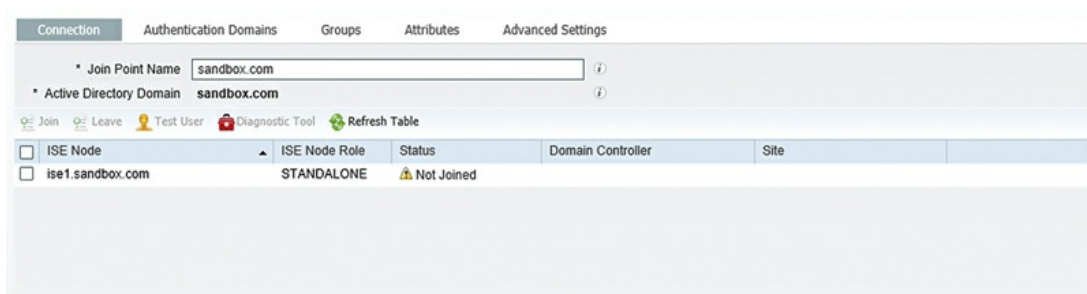 Connection Authentication Domains Groups Attributes Advanced Settings
* Join Point Name sandbox.com
* Active Directory Domain sandbox.com
Join Leave Test User Diagnostic Tool Refresh Table
ISE Node ISE Node Role Status Domain Controller Site
ise1.sandbox.com STANDALONE Not Joined